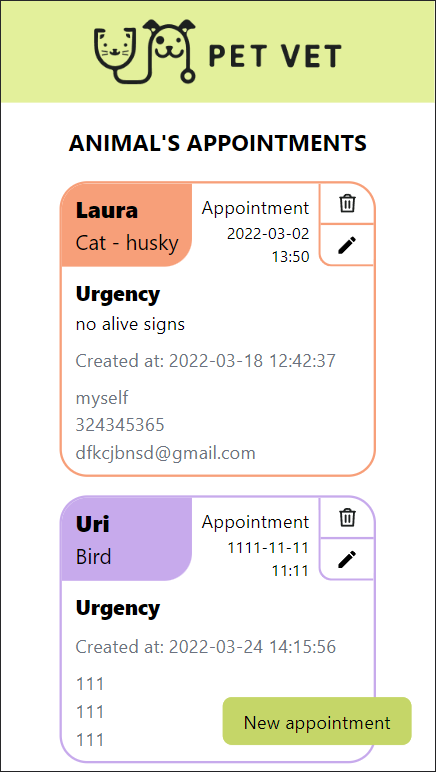 PET VET
ANIMAL'S APPOINTMENTS
Laura
Cat - husky
Appointment
2022-03-02
13:50
Urgency
no alive signs
Created at: 2022-03-18 12:42:37
myself
324345365
dfkcjbnsd@gmail.com
Uri
Bird
Appointment
1111-11-11
11:11
Urgency
Created at: 2022-03-24 14:15:56
111
111
111
New appointment